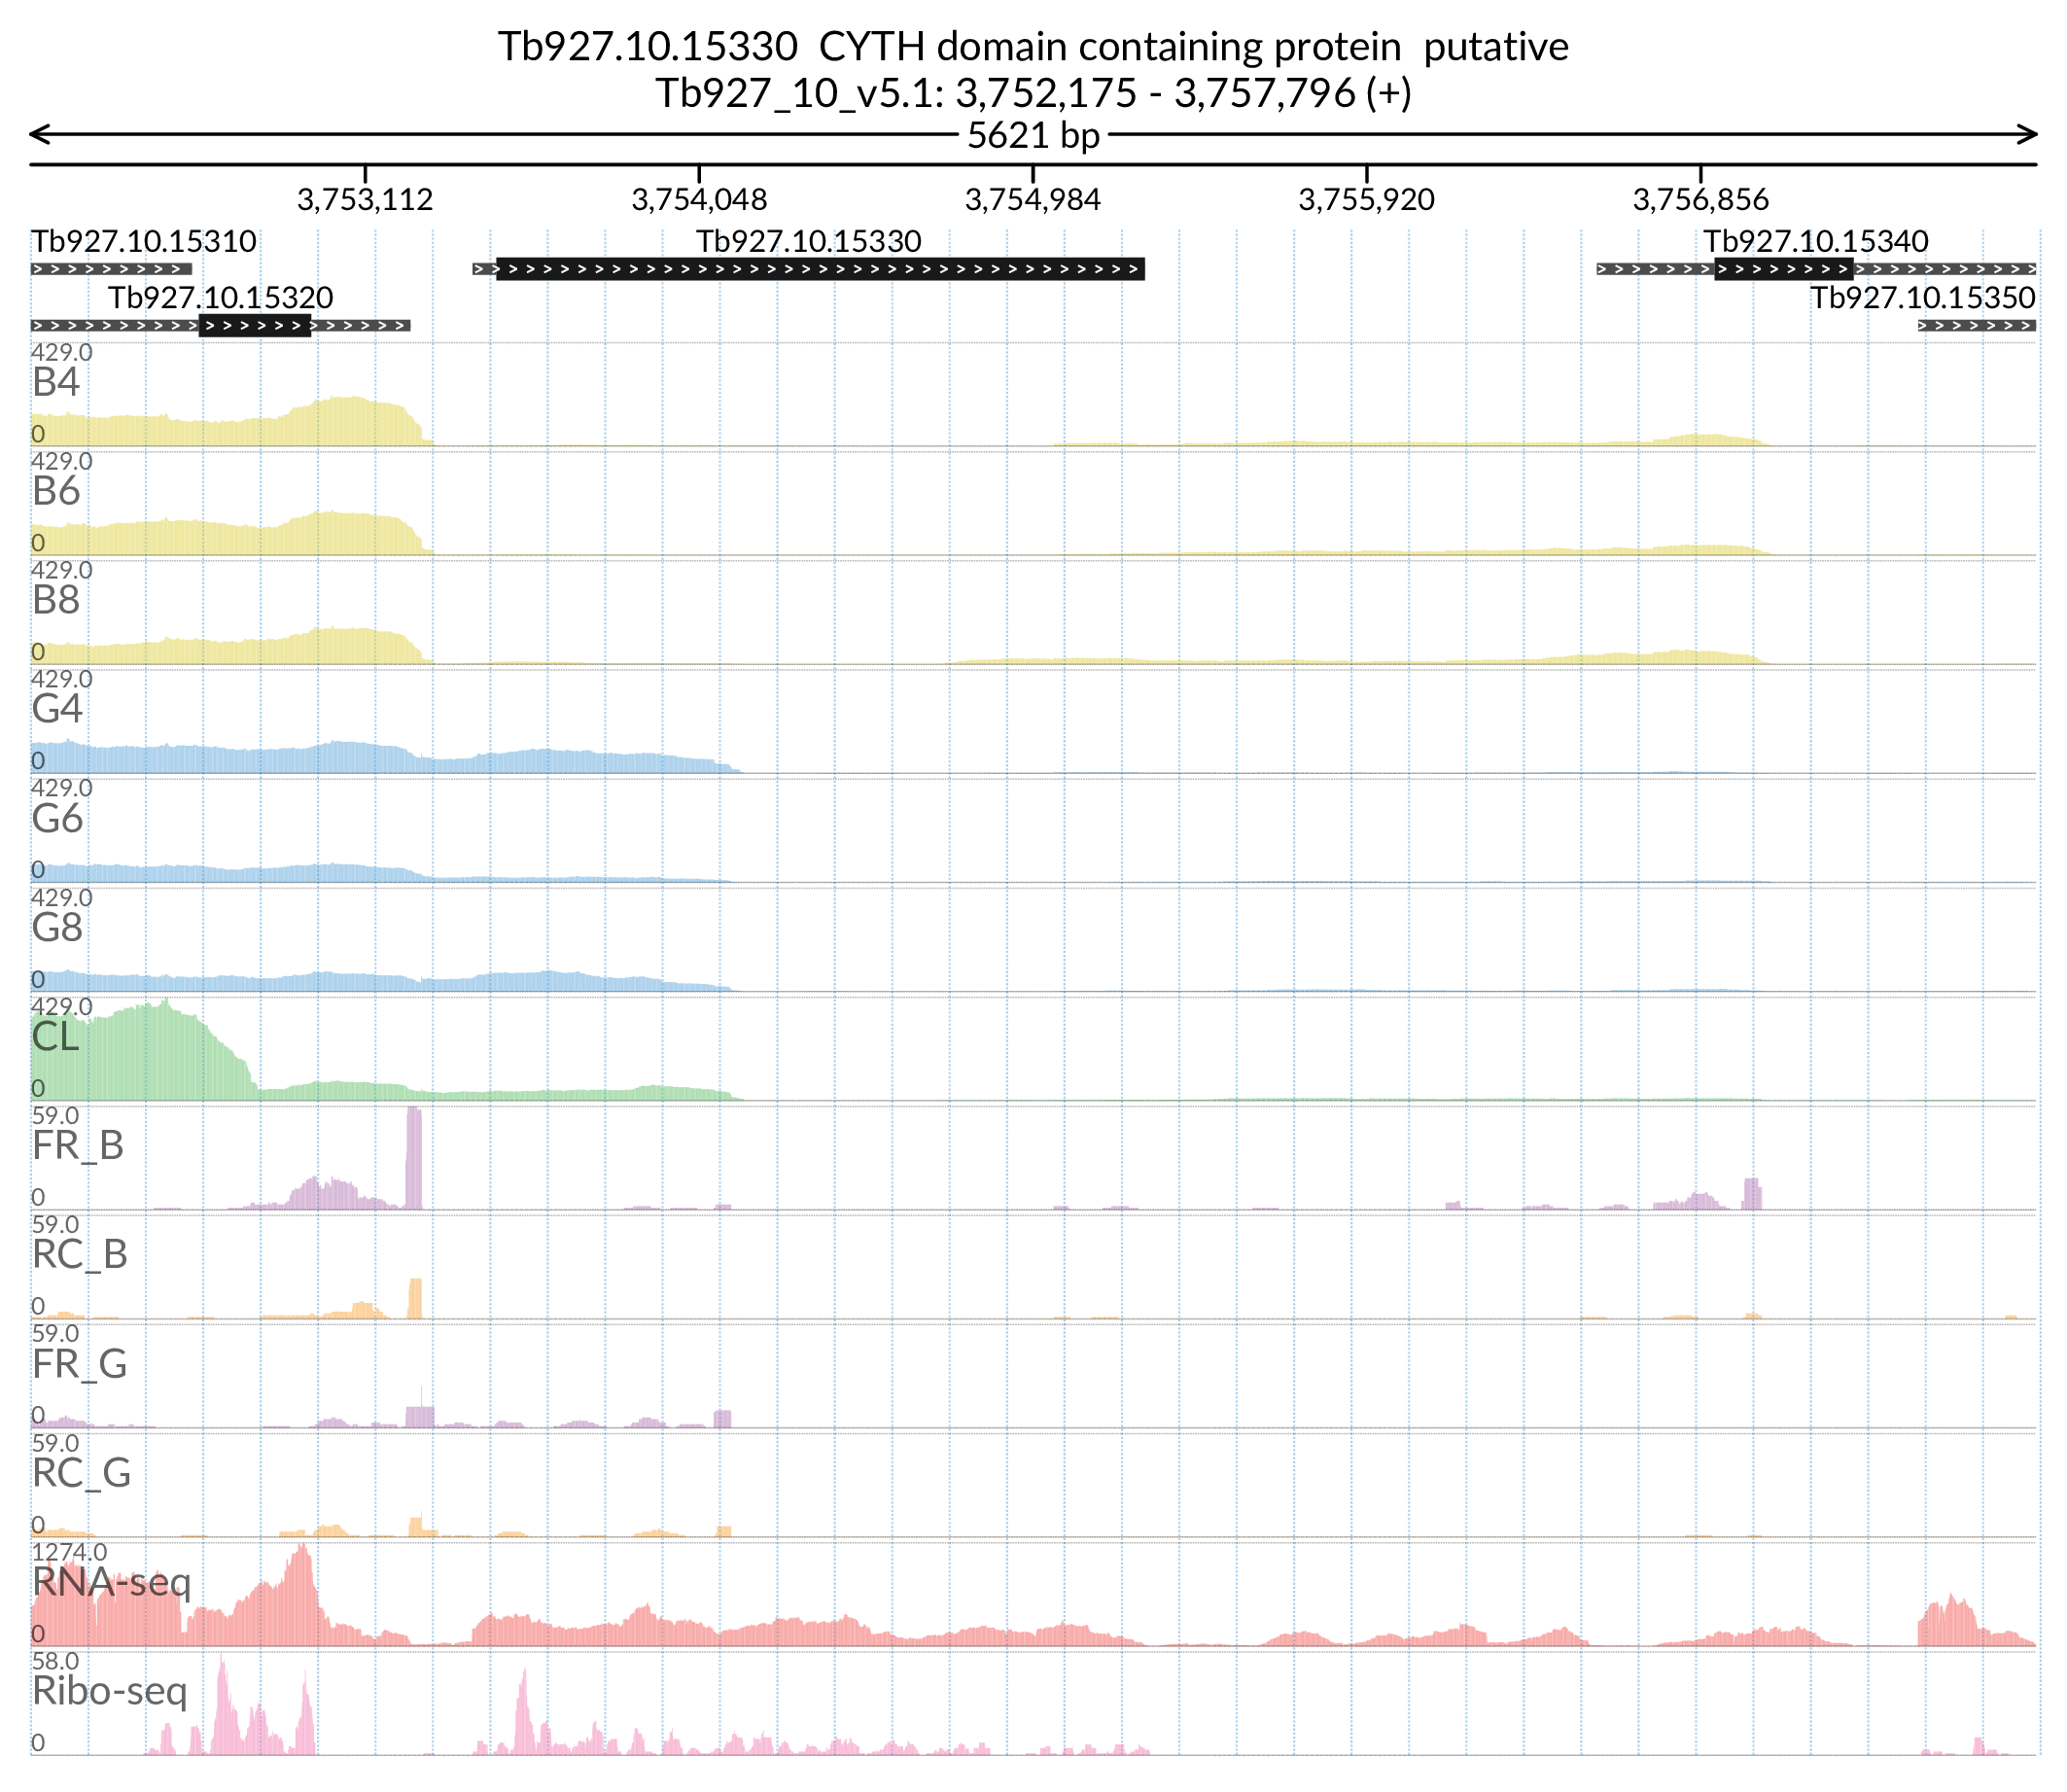 Tb927.10.15330  CYTH domain containing protein  putative
Tb927_10_v5.1: 3,752,175 - 3,757,796 (+)
5621 bp
3,753,112 3,754,048 3,754,984 3,755,920 3,756,856
Tb927.10.15310 Tb927.10.15330 Tb927.10.15340
Tb927.10.15320 Tb927.10.15350
429.0
B4
0
429.0
B6
0
429.0
B8
0
429.0
G4
0
429.0
G6
0
429.0
G8
0
429.0
CL
0
59.0
FR_B
0
59.0
RC_B
0
59.0
FR_G
0
59.0
RC_G
0
1274.0
RNA-seq
0
58.0
Ribo-seq
0